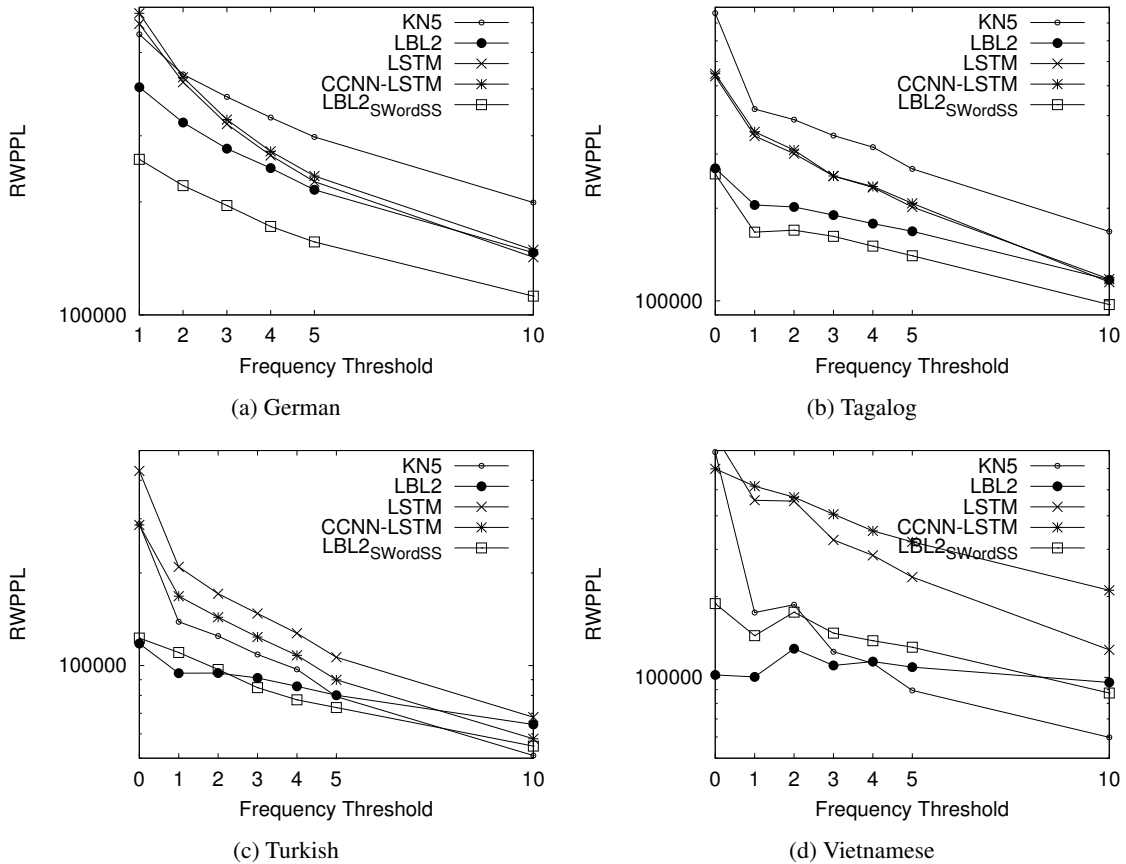 KN5
LBL2
LSTM
CCNN-LSTM
LBL2SWordSS
RWPPL
100000
1 2 3 4 5 10
Frequency Threshold
(a) German
KN5
LBL2
LSTM
CCNN-LSTM
LBL2SWordSS
RWPPL
100000
0 1 2 3 4 5 10
Frequency Threshold
(b) Tagalog
KN5
LBL2
LSTM
CCNN-LSTM
LBL2SWordSS
RWPPL
100000
0 1 2 3 4 5 10
Frequency Threshold
(c) Turkish
KN5
LBL2
LSTM
CCNN-LSTM
LBL2SWordSS
RWPPL
100000
0 1 2 3 4 5 10
Frequency Threshold
(d) Vietnamese